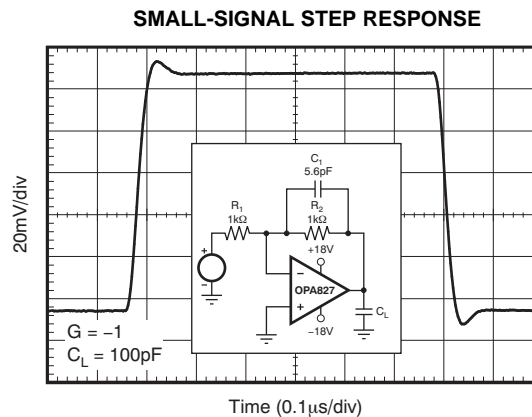 SMALL-SIGNAL STEP RESPONSE
20mV/div
C1
5.6pF
R1
1kΩ
R2
1kΩ
+18V
+
−
−
OPA827
+
CL
−18V
G = −1
CL = 100pF
Time (0.1µs/div)